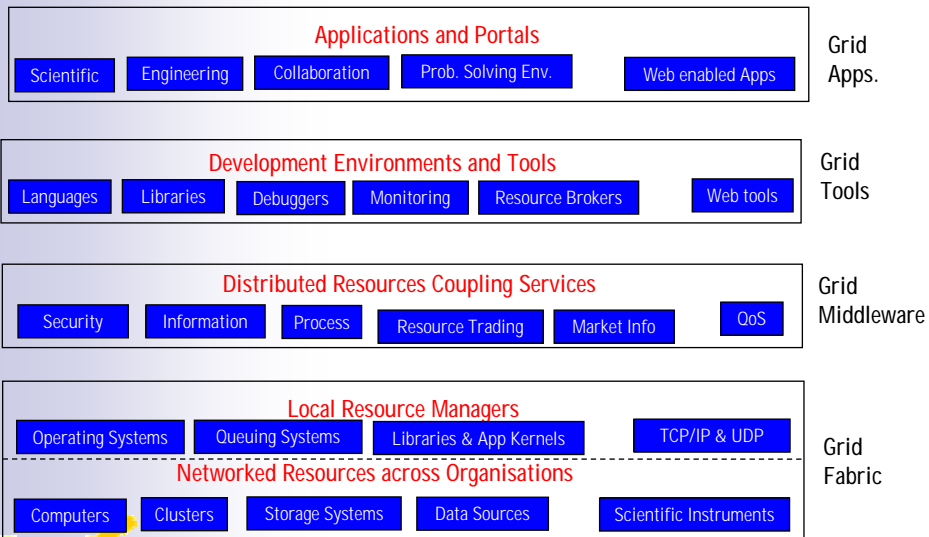 Applications and Portals
Scientific
Engineering
Collaboration
Prob. Solving Env.
Web enabled Apps
Grid
Apps.
Development Environments and Tools
Languages
Libraries
Debuggers
Monitoring
Resource Brokers
Web tools
Grid
Tools
Distributed Resources Coupling Services
Security
Information
Process
Resource Trading
Market Info
QoS
Grid
Middleware
Local Resource Managers
Operating Systems
Queuing Systems
Libraries & App Kernels
TCP/IP & UDP
Networked Resources across Organisations
Computers
Clusters
Storage Systems
Data Sources
Scientific Instruments
Grid
Fabric